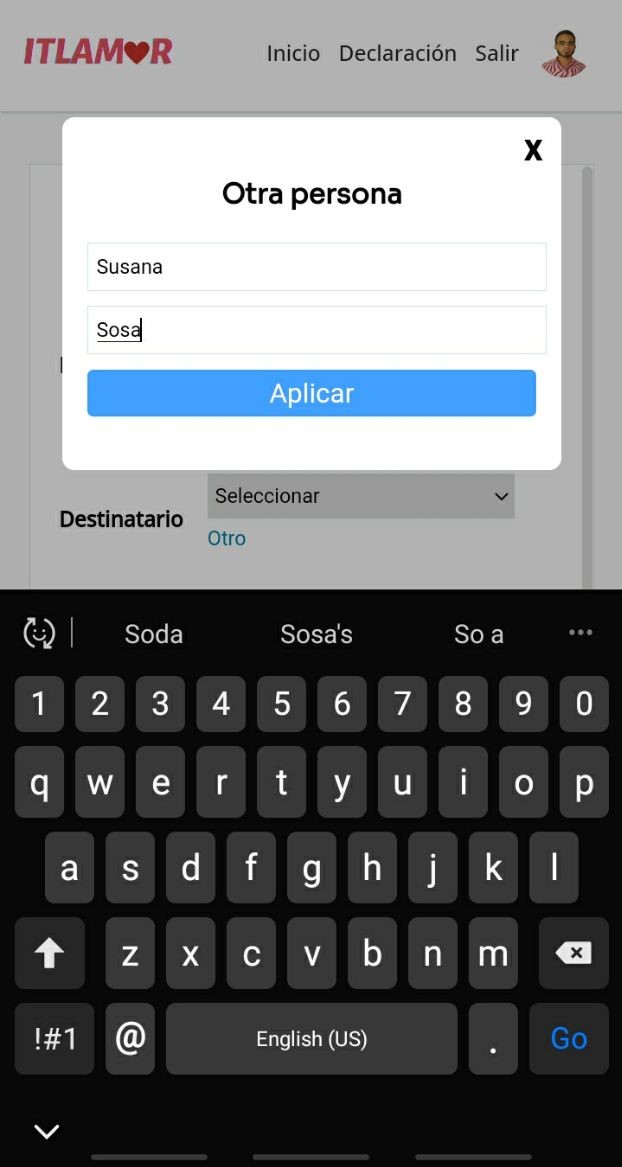 ITLAMOR
Inicio Declaración Salir
X
Otra persona
Susana
Sosa
Aplicar
Seleccionar
Destinatario
Otro
Soda Sosa's So a ...
1 2 3 4 5 6 7 8 9 0
q w e r t y u i o p
a s d f g h j k l
z x c v b n m
!#1 @ English (US) . Go